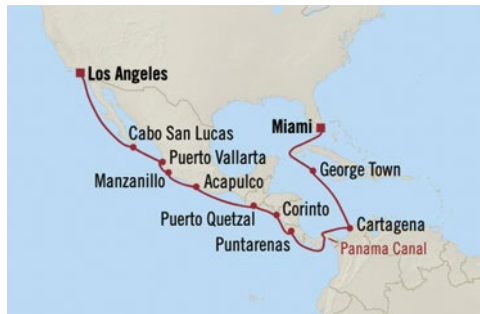 Los Angeles
Cabo San Lucas
Miami
Puerto Vallarta
George Town
Manzanillo
Acapulco
Puerto Quetzal
Corinto
Cartagena
Puntarenas
Panama Canal